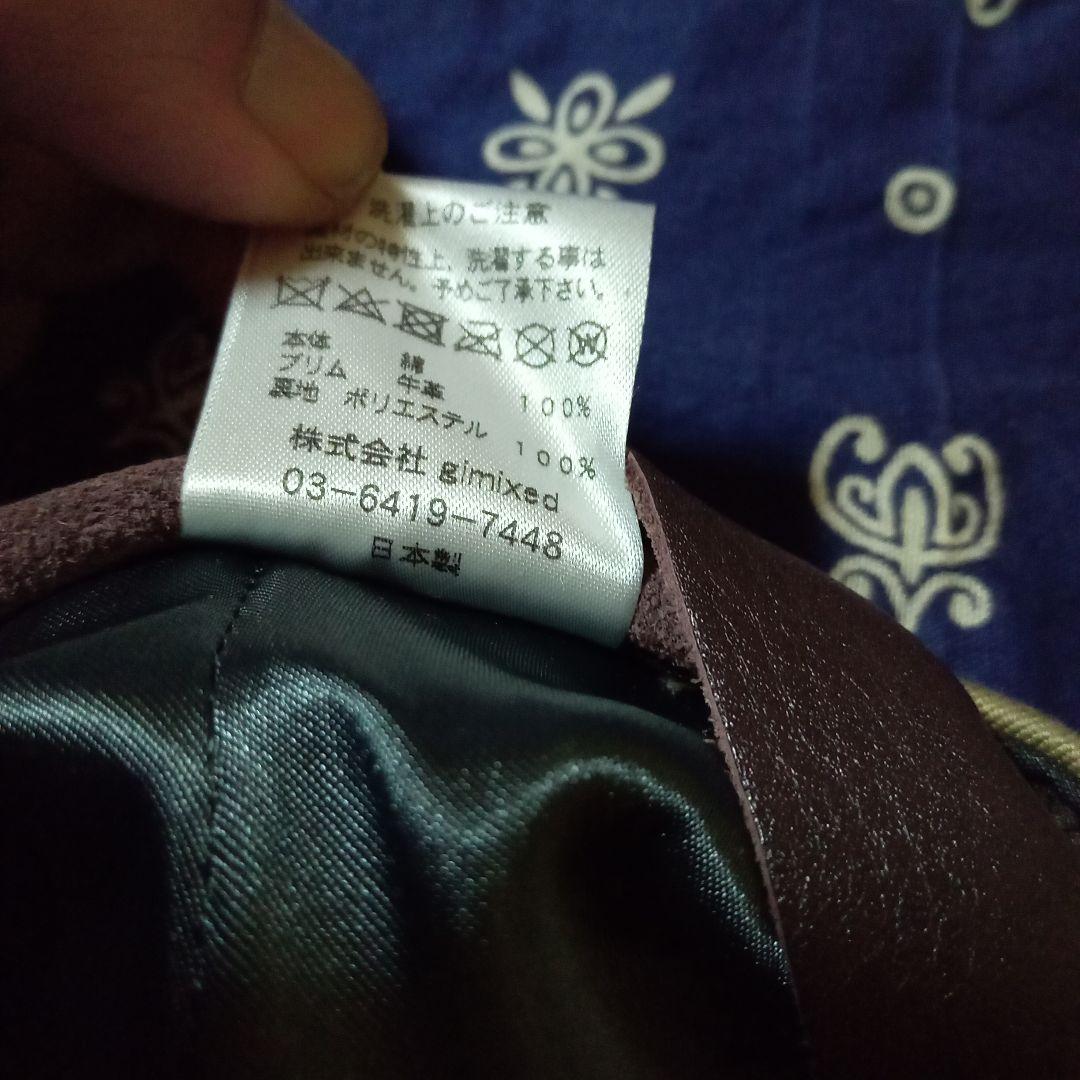 洗濯上のご注意
の特性上、洗濯する事は
出来ません。予めご了承下さい。
W
本体 綿 100%
ブリム 牛革
裏地 ポリエステル 100%
株式会社 gimixed
03-6419-7448
日本製